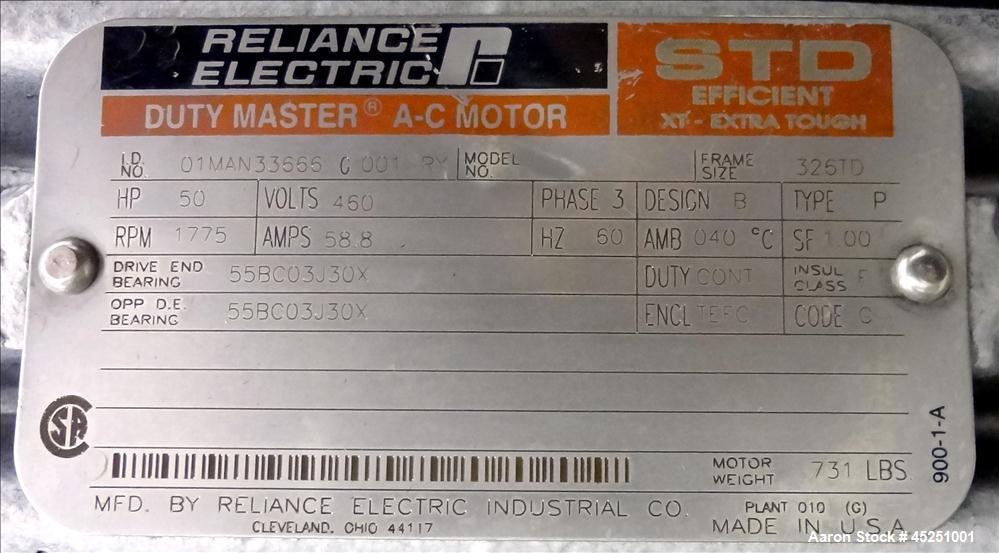 RELIANCE
ELECTRIC
STD
EFFICIENT
XT - EXTRA TOUGH
DUTY MASTER® A-C MOTOR
I.D. NO. 01MAN33666 G 001 RY MODEL NO. FRAME SIZE 326TD
HP 50 VOLTS 460 PHASE 3 DESIGN B TYPE P
RPM 1775 AMPS 58.8 HZ 60 AMB 040 °C SF 1.00
DRIVE END BEARING 55BC03J30X DUTY CONT INSUL CLASS F
OPP D.E. BEARING 55BC03J30X ENCL TEFC CODE G
SA
MOTOR WEIGHT 731 LBS.
900-1-A
MFD. BY RELIANCE ELECTRIC INDUSTRIAL CO. PLANT 010 (G)
CLEVELAND, OHIO 44117 MADE IN U.S.A.
Aaron Stock # 45251001